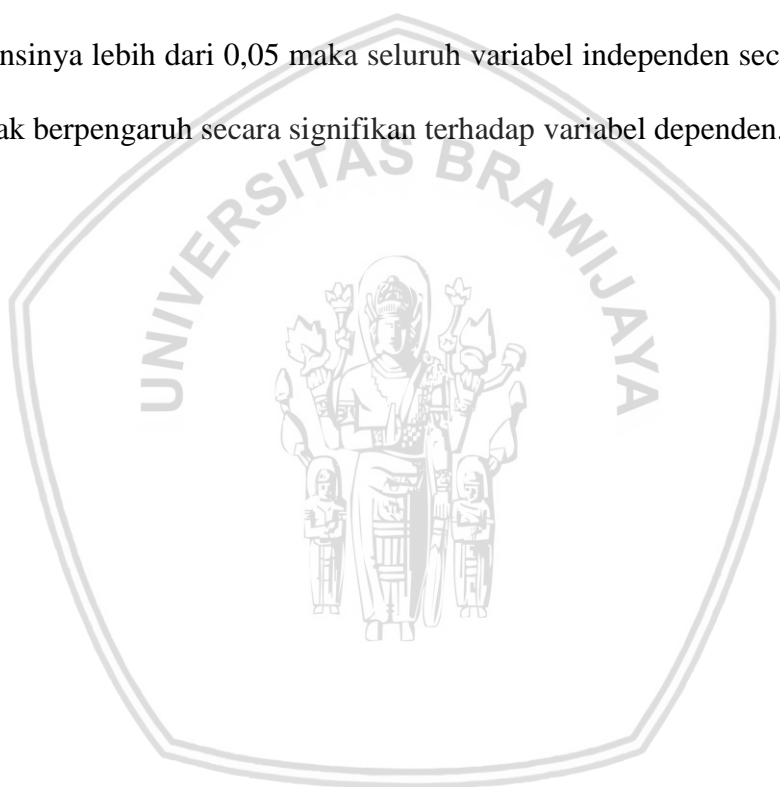 nsinya lebih dari 0,05 maka seluruh variabel independen sec
ak berpengaruh secara signifikan terhadap variabel dependen.
UNIVERSITAS BRAWIJAYA